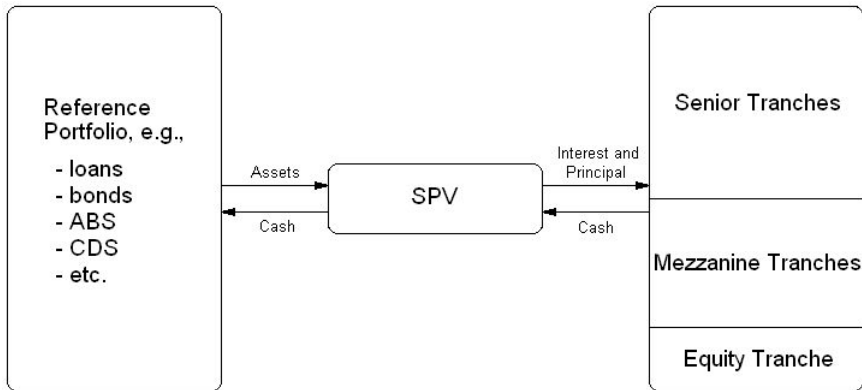 Reference
Portfolio, e.g.,
- loans
- bonds
- ABS
- CDS
- etc.
Assets
Cash
SPV
Interest and
Principal
Cash
Senior Tranches
Mezzanine Tranches
Equity Tranche